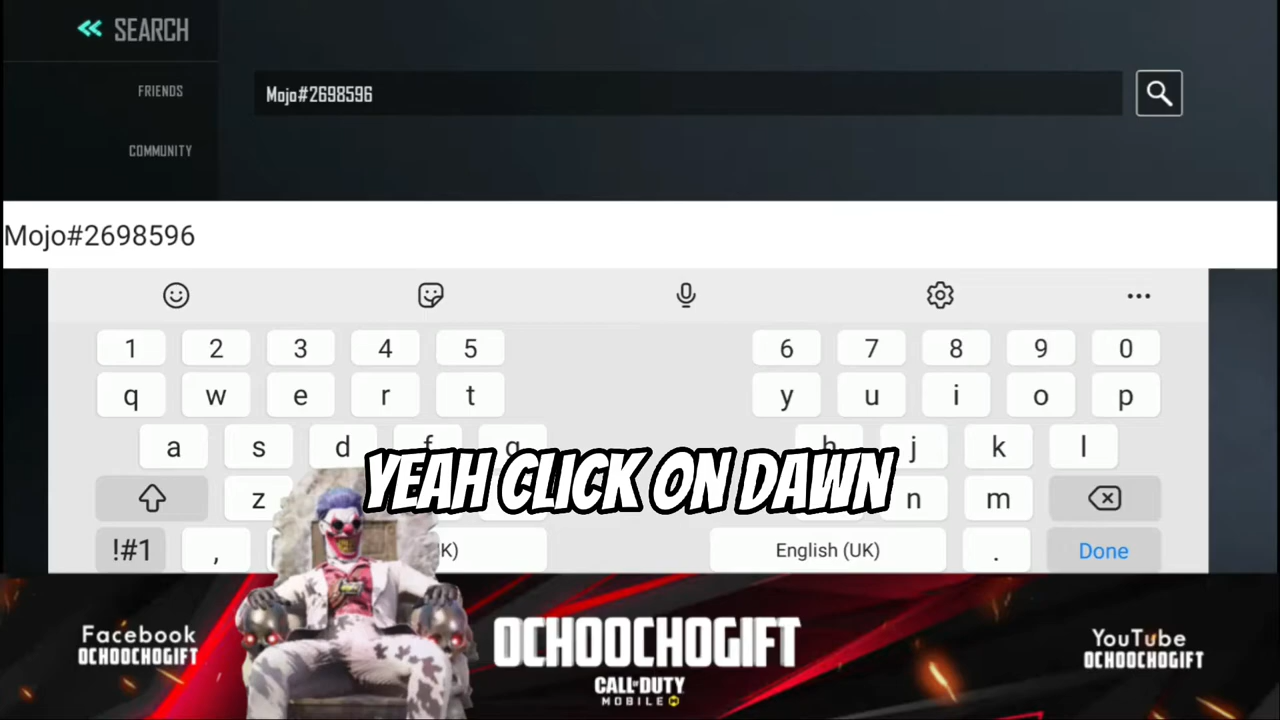 SEARCH
FRIENDS
Mojo#2698596
COMMUNITY
Mojo#2698596
1 2 3 4 5 6 7 8 9 0
q w e r t y u i o p
a s d f g h j k l
YEAH CLICK ON DAWN
z n m
!#1 , K) English (UK) . Done
Facebook
OCHOOCHOGIFT
OCHOOCHOGIFT
CALL OF DUTY
MOBILE
YouTube
OCHOOCHOGIFT